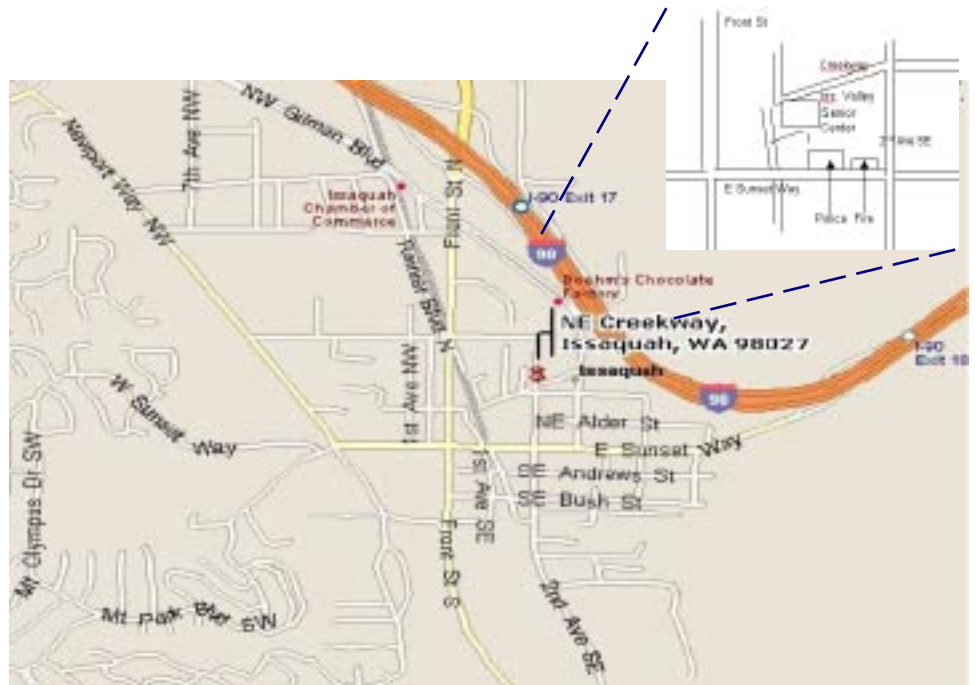 Front St
Creekway
Iss. Valley
Senior
Center
2nd Ave SE
E Sunset Way
Police Fire
NW Gilman Blvd
7th Ave NW
Newport Way NW
Issaquah
Chamber of
Commerce
Front St N
I-90 Exit 17
90
Rainier Blvd N
Boehm's Chocolate
Factory
NE Creekway,
Issaquah, WA 98027
I-90
Exit 18
Issaquah
1st Ave NW
90
W Sunset Way
NE Alder St
E Sunset Way
Mt Olympus Dr SW
1st Ave SE
SE Andrews St
SE Bush St
Front St S
2nd Ave SE
Mt Park Blvd SW